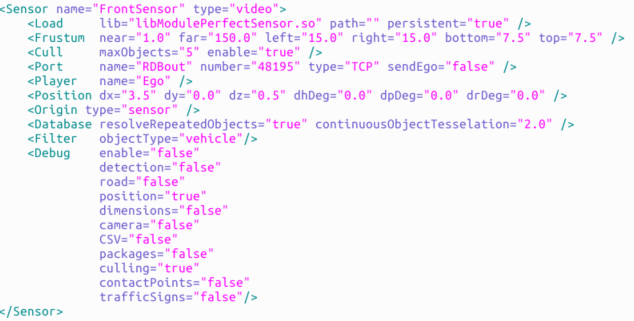 <Sensor name="FrontSensor" type="video">
<Load lib="libModulePerfectSensor.so" path="" persistent="true" />
<Frustum near="1.0" far="150.0" left="15.0" right="15.0" bottom="7.5" top="7.5" />
<Cull maxObjects="5" enable="true" />
<Port name="RDBout" number="48195" type="TCP" sendEgo="false" />
<Player name="Ego" />
<Position dx="3.5" dy="0.0" dz="0.5" dhDeg="0.0" dpDeg="0.0" drDeg="0.0" />
<Origin type="sensor" />
<Database resolveRepeatedObjects="true" continuousObjectTesselation="2.0" />
<Filter objectType="vehicle"/>
<Debug enable="false"
detection="false"
road="false"
position="true"
dimensions="false"
camera="false"
CSV="false"
packages="false"
culling="true"
contactPoints="false"
trafficSigns="false"/>
</Sensor>